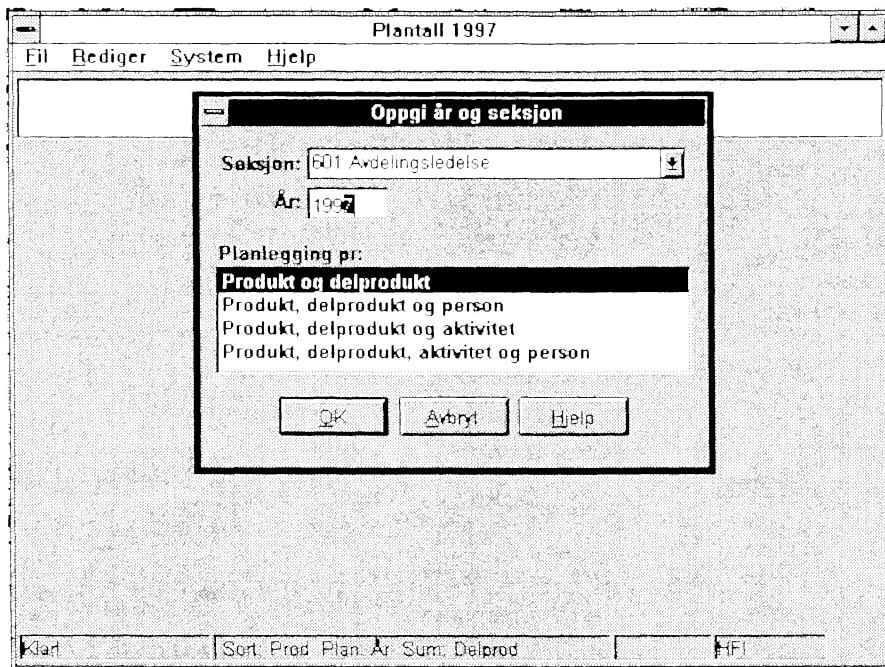 Plantall 1997
Fil Rediger System Hjelp
Oppgi år og seksjon
Seksjon: 601 Avdelingsledelse
År: 1997
Planlegging pr:
Produkt og delprodukt
Produkt, delprodukt og person
Produkt, delprodukt og aktivitet
Produkt, delprodukt, aktivitet og person
OK Avbryt Hjelp
Klart Sort: Prod Plan: År Sum: Delprod HFI